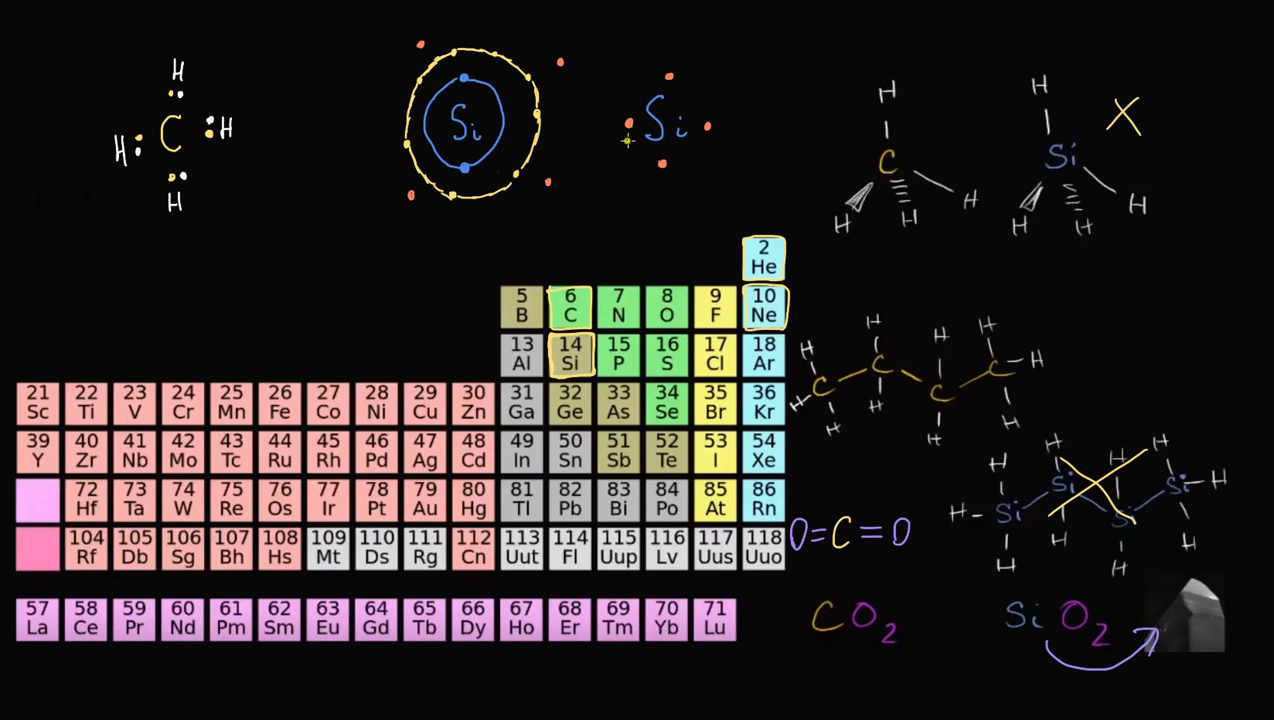 H
H C H
H
Si
Si
H
C
H H H
H
Si
H H H
X
2
He
5 6 7 8 9 10
B C N O F Ne
13 14 15 16 17 18
Al Si P S Cl Ar
21 22 23 24 25 26 27 28 29 30 31 32 33 34 35 36
Sc Ti V Cr Mn Fe Co Ni Cu Zn Ga Ge As Se Br Kr
39 40 41 42 43 44 45 46 47 48 49 50 51 52 53 54
Y Zr Nb Mo Tc Ru Rh Pd Ag Cd In Sn Sb Te I Xe
72 73 74 75 76 77 78 79 80 81 82 83 84 85 86
Hf Ta W Re Os Ir Pt Au Hg Tl Pb Bi Po At Rn
104 105 106 107 108 109 110 111 112 113 114 115 116 117 118
Rf Db Sg Bh Hs Mt Ds Rg Cn Uut Fl Uup Lv Uus Uuo
57 58 59 60 61 62 63 64 65 66 67 68 69 70 71
La Ce Pr Nd Pm Sm Eu Gd Tb Dy Ho Er Tm Yb Lu
H H H H
H C C C C H
H H H H
H H H H
H Si Si Si Si H
H H H H
O=C=O
CO2
SiO2